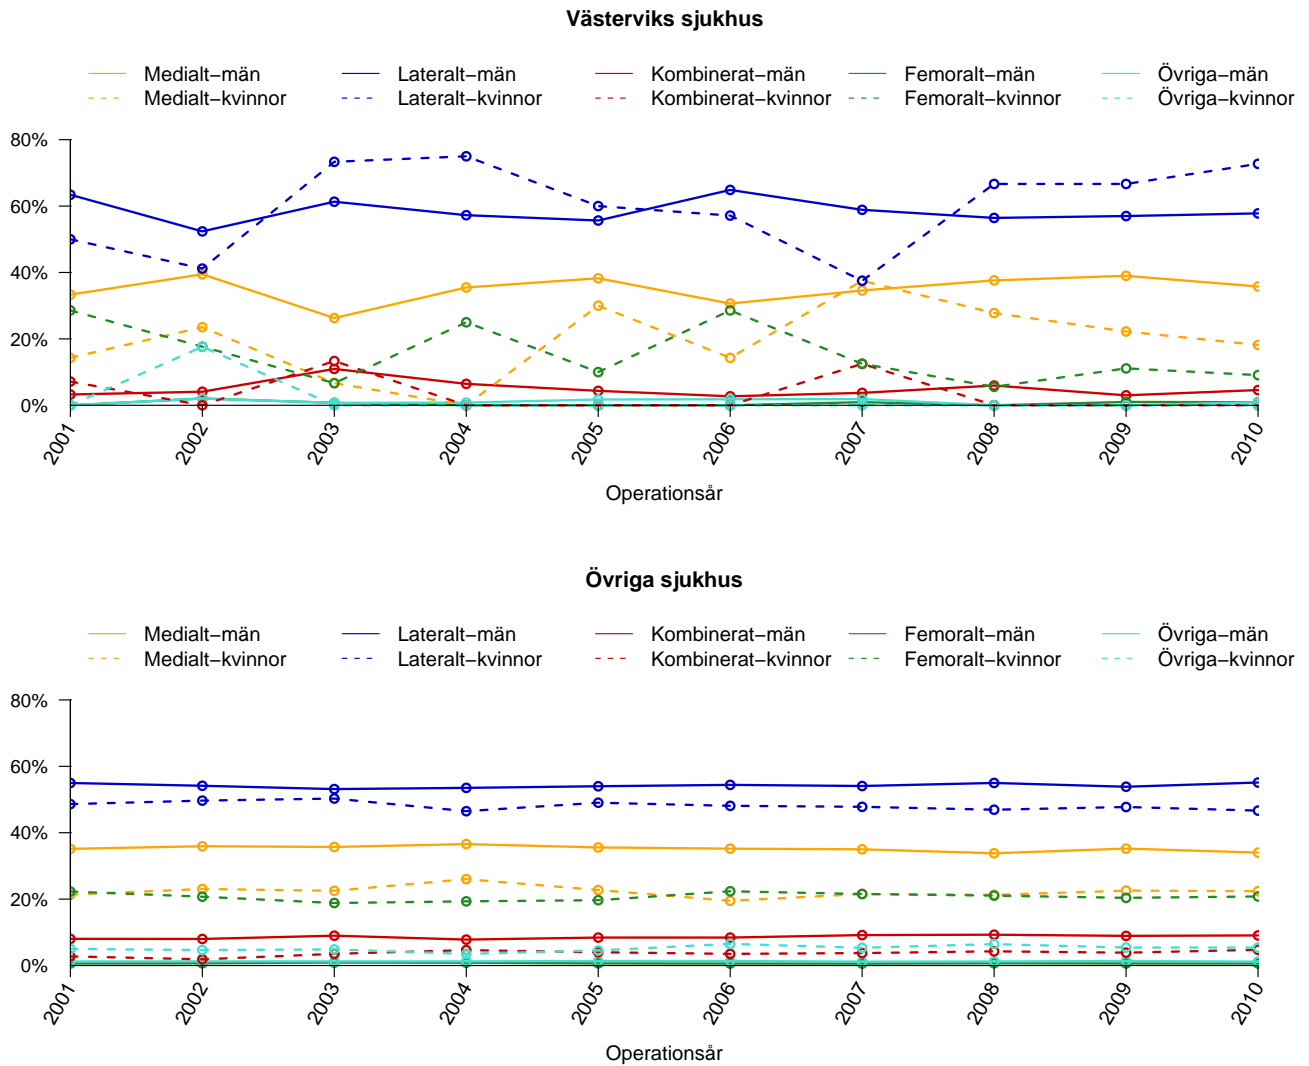 Västerviks sjukhus
Medialt−män Lateralt−män Kombinerat−män Femoralt−män Övriga−män
Medialt−kvinnor Lateralt−kvinnor Kombinerat−kvinnor Femoralt−kvinnor Övriga−kvinnor
80%
60%
40%
20%
0%
2001 2002 2003 2004 2005 2006 2007 2008 2009 2010
Operationsår
Övriga sjukhus
Medialt−män Lateralt−män Kombinerat−män Femoralt−män Övriga−män
Medialt−kvinnor Lateralt−kvinnor Kombinerat−kvinnor Femoralt−kvinnor Övriga−kvinnor
80%
60%
40%
20%
0%
2001 2002 2003 2004 2005 2006 2007 2008 2009 2010
Operationsår